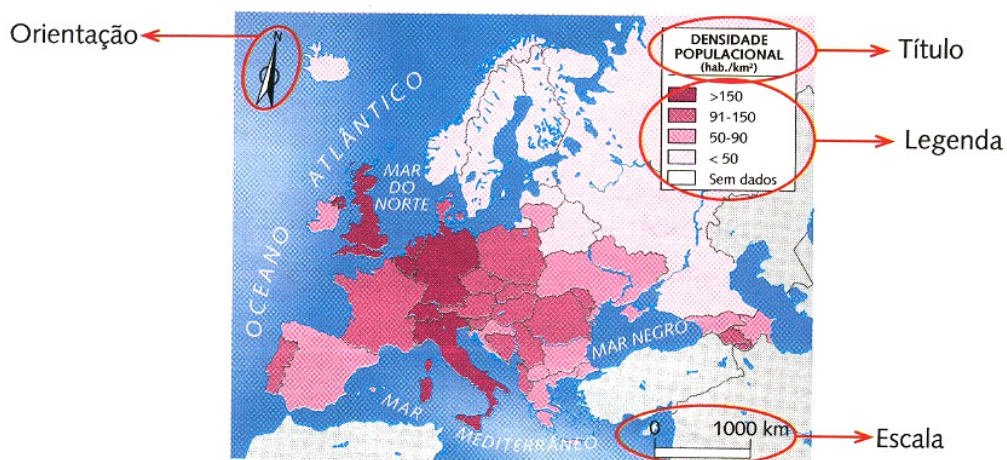 Orientação
N
DENSIDADE
POPULACIONAL
(hab./km²)
Título
>150
91-150
50-90
< 50
Sem dados
Legenda
OCEANO ATLÂNTICO
MAR
DO
NORTE
MAR NEGRO
MAR MEDITERRÂNEO
0 1000 km
Escala